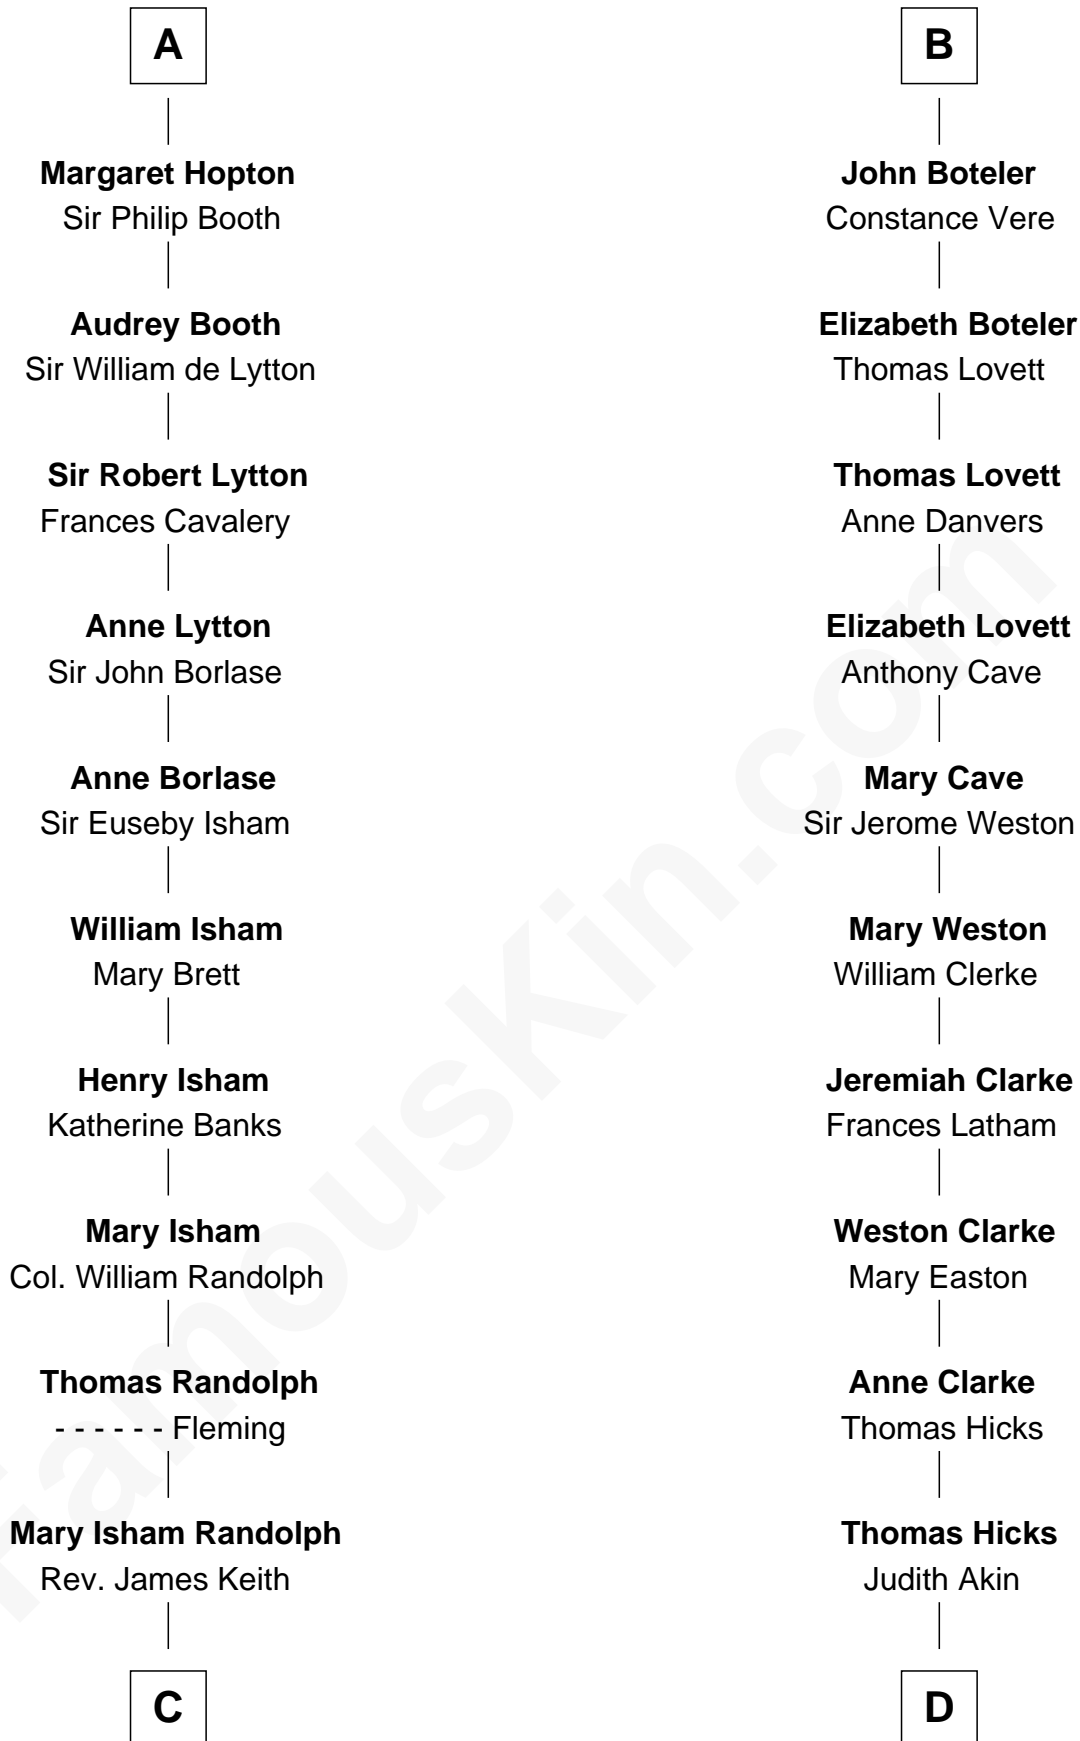 A
Margaret Hopton
Sir Philip Booth
Audrey Booth
Sir William de Lytton
Sir Robert Lytton
Frances Cavalery
Anne Lytton
Sir John Borlase
Anne Borlase
Sir Euseby Isham
William Isham
Mary Brett
Henry Isham
Katherine Banks
Mary Isham
Col. William Randolph
Thomas Randolph
- - - - - - Fleming
Mary Isham Randolph
Rev. James Keith
C
B
John Boteler
Constance Vere
Elizabeth Boteler
Thomas Lovett
Thomas Lovett
Anne Danvers
Elizabeth Lovett
Anthony Cave
Mary Cave
Sir Jerome Weston
Mary Weston
William Clerke
Jeremiah Clarke
Frances Latham
Weston Clarke
Mary Easton
Anne Clarke
Thomas Hicks
Thomas Hicks
Judith Akin
D
FamousKin.com